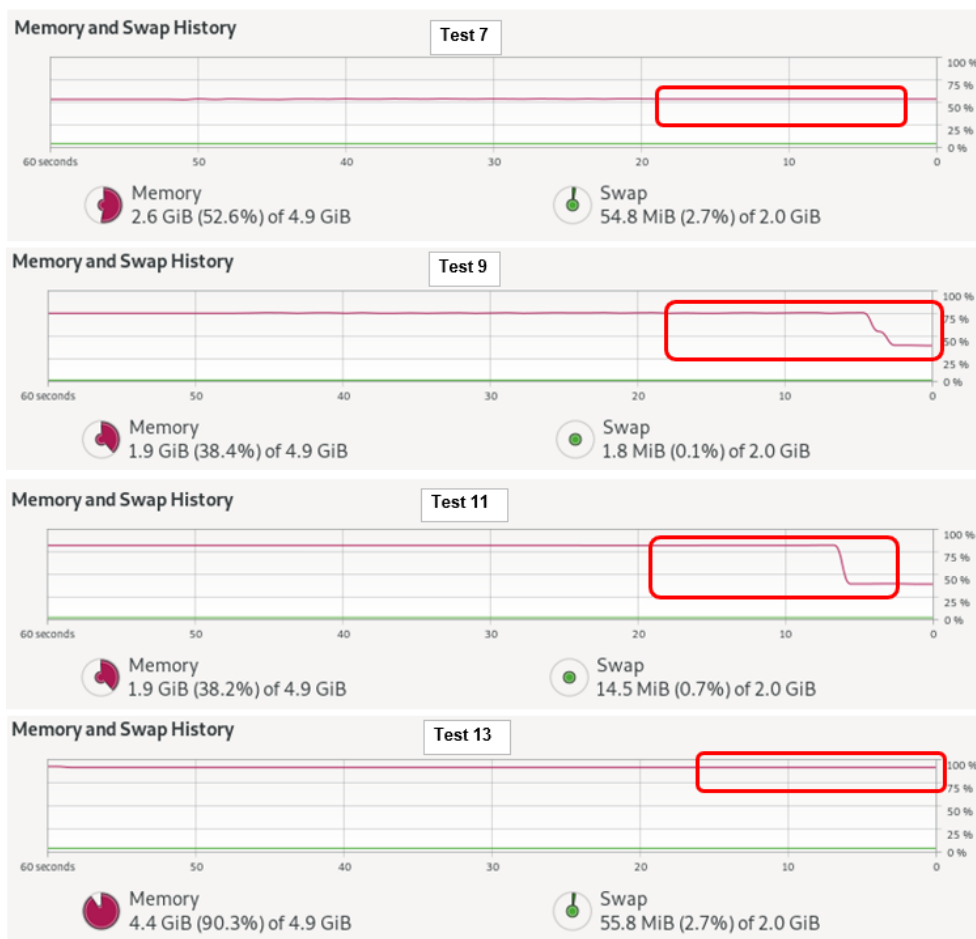 Memory and Swap History
Test 7
100 %
75 %
50 %
25 %
0 %
60 seconds 50 40 30 20 10 0
Memory
2.6 GiB (52.6%) of 4.9 GiB
Swap
54.8 MiB (2.7%) of 2.0 GiB
Memory and Swap History
Test 9
100 %
75 %
50 %
25 %
0 %
60 seconds 50 40 30 20 10 0
Memory
1.9 GiB (38.4%) of 4.9 GiB
Swap
1.8 MiB (0.1%) of 2.0 GiB
Memory and Swap History
Test 11
100 %
75 %
50 %
25 %
0 %
60 seconds 50 40 30 20 10 0
Memory
1.9 GiB (38.2%) of 4.9 GiB
Swap
14.5 MiB (0.7%) of 2.0 GiB
Memory and Swap History
Test 13
100 %
75 %
50 %
25 %
0 %
60 seconds 50 40 30 20 10 0
Memory
4.4 GiB (90.3%) of 4.9 GiB
Swap
55.8 MiB (2.7%) of 2.0 GiB